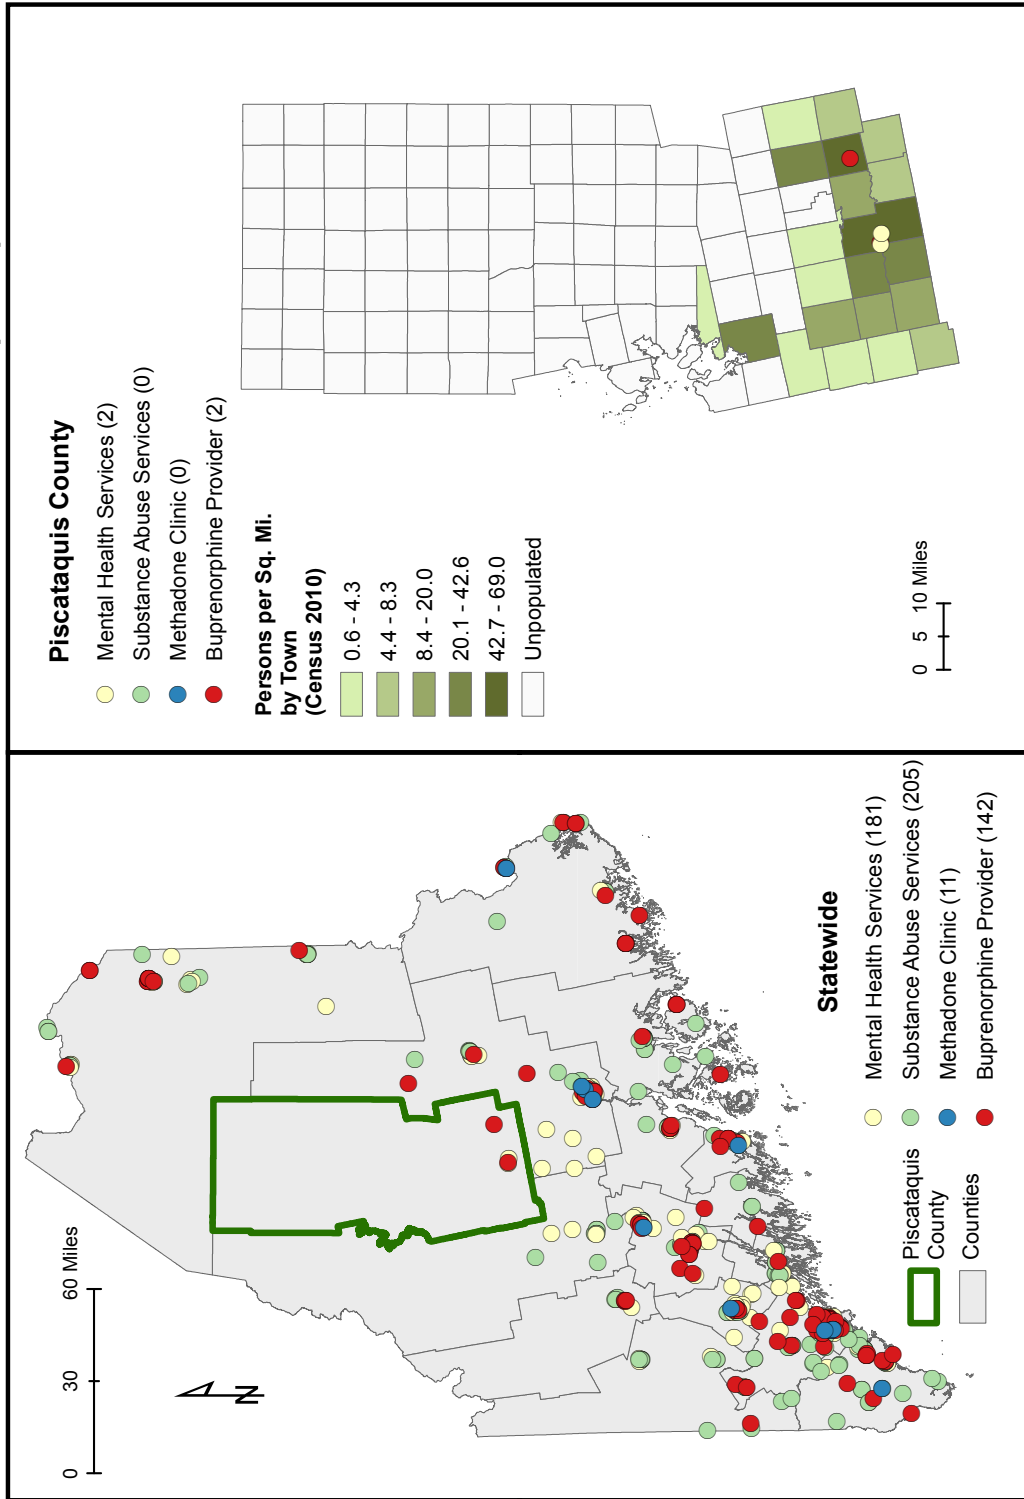 Piscataquis County
Mental Health Services (2)
Substance Abuse Services (0)
Methadone Clinic (0)
Buprenorphine Provider (2)
Persons per Sq. Mi.
by Town
(Census 2010)
0.6 - 4.3
4.4 - 8.3
8.4 - 20.0
20.1 - 42.6
42.7 - 69.0
Unpopulated
0 5 10 Miles
0 30 60 Miles
N
Statewide
Mental Health Services (181)
Substance Abuse Services (205)
Methadone Clinic (11)
Buprenorphine Provider (142)
Piscataquis
County
Counties